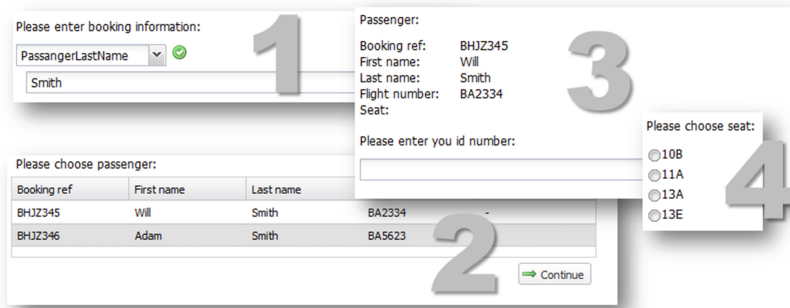 Please enter booking information:
PassangerLastName
Smith
1
Please choose passenger:
Booking ref First name Last name
BHJZ345 Will Smith BA2334 -
BHJZ346 Adam Smith BA5623
Continue
2
Passenger:
Booking ref: BHJZ345
First name: Will
Last name: Smith
Flight number: BA2334
Seat:
Please enter you id number:
3
Please choose seat:
10B
11A
13A
13E
4